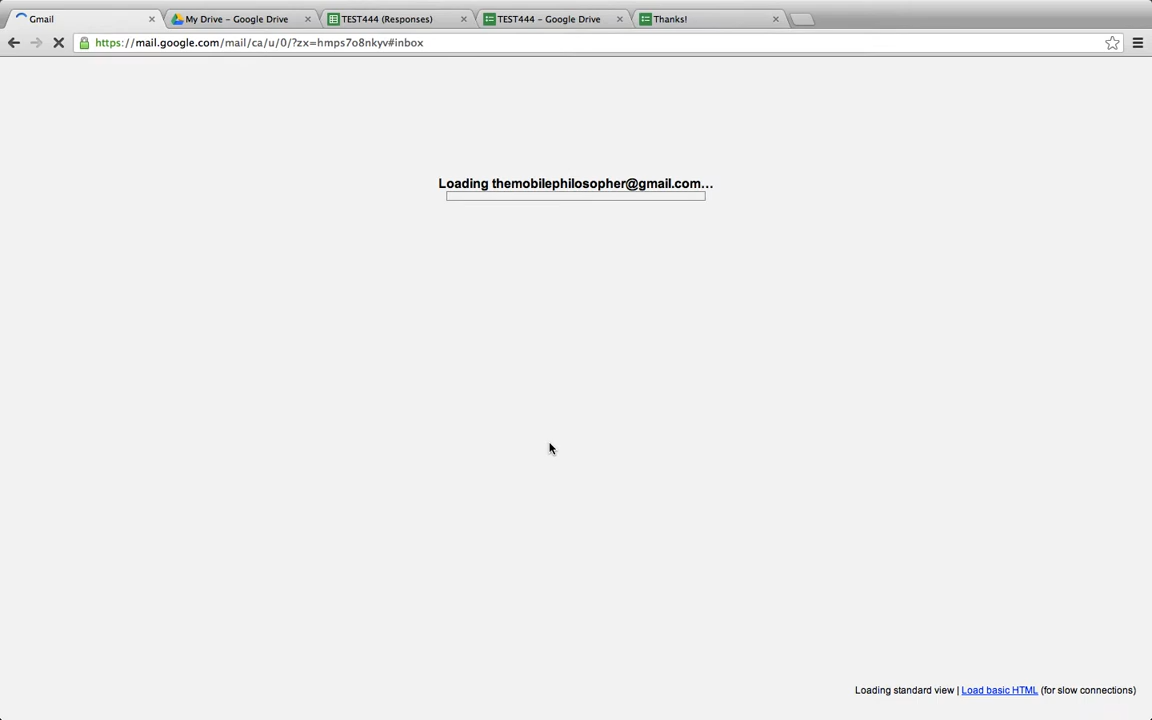 Gmail
My Drive – Google Drive
TEST444 (Responses)
TEST444 – Google Drive
Thanks!
https://mail.google.com/mail/ca/u/0/?zx=hmps7o8nkyv#inbox
Loading themobilephilosopher@gmail.com...
Loading standard view | Load basic HTML (for slow connections)